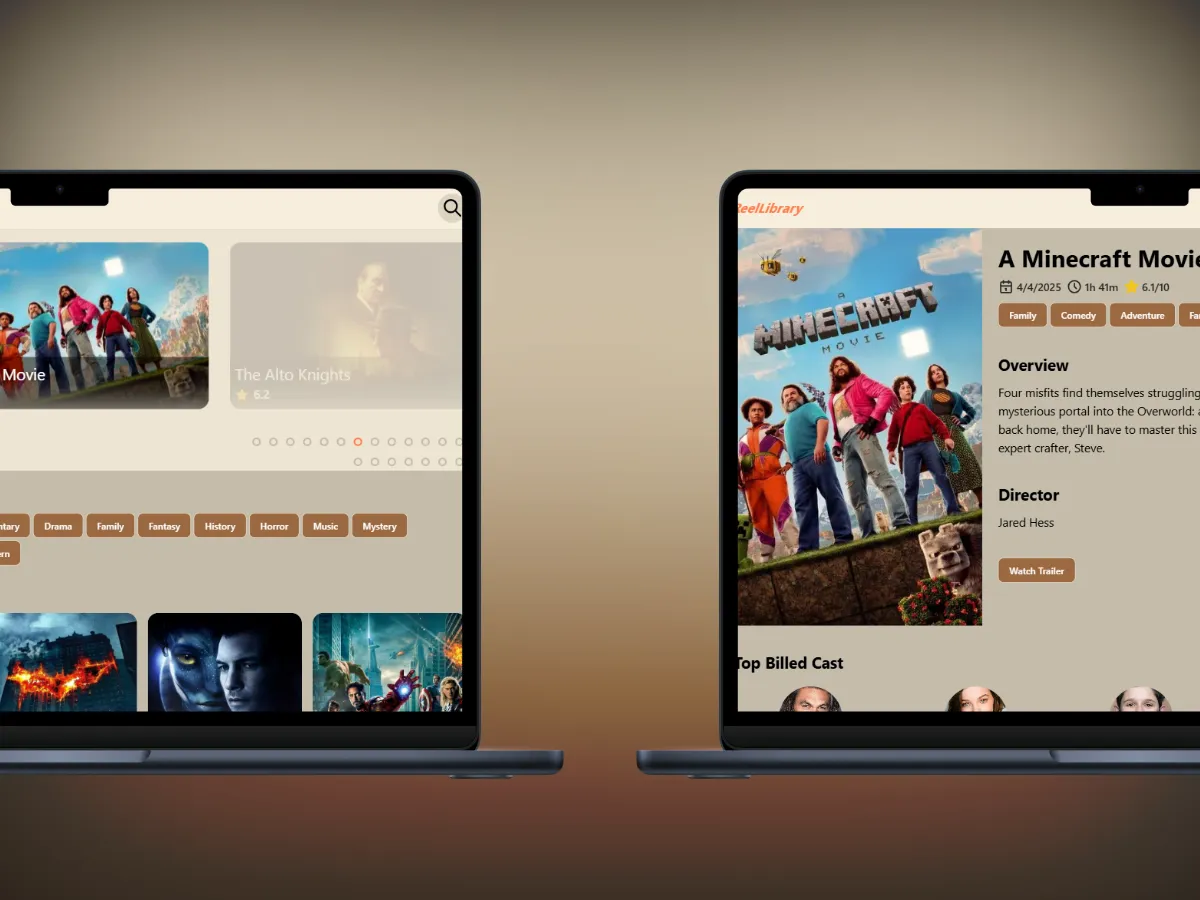 Movie
The Alto Knights
6.2
Drama
Family
Fantasy
History
Horror
Music
Mystery
ReelLibrary
A
MINECRAFT
MOVIE
A Minecraft Movie
4/4/2025 1h 41m 6.1/10
Family
Comedy
Adventure
Overview
Four misfits find themselves struggling
mysterious portal into the Overworld: a
back home, they'll have to master this
expert crafter, Steve.
Director
Jared Hess
Watch Trailer
Top Billed Cast